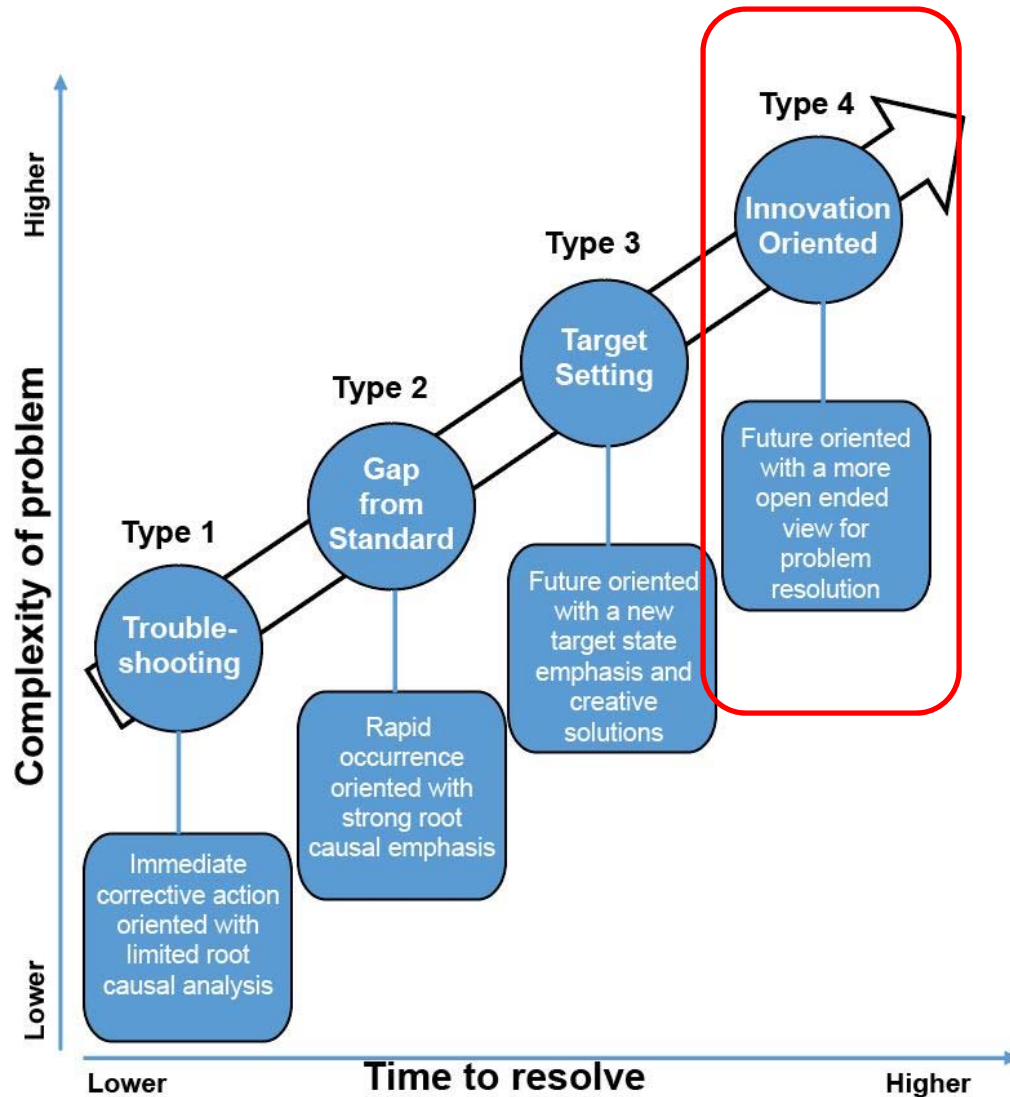 Type 4
Innovation
Oriented
Future oriented
with a more
open ended
view for
problem
resolution
Type 3
Target
Setting
Future oriented
with a new
target state
emphasis and
creative
solutions
Type 2
Gap
from
Standard
Rapid
occurrence
oriented with
strong root
causal emphasis
Type 1
Trouble-
shooting
Immediate
corrective action
oriented with
limited root
causal analysis
Higher
Complexity of problem
Lower
Lower
Time to resolve
Higher